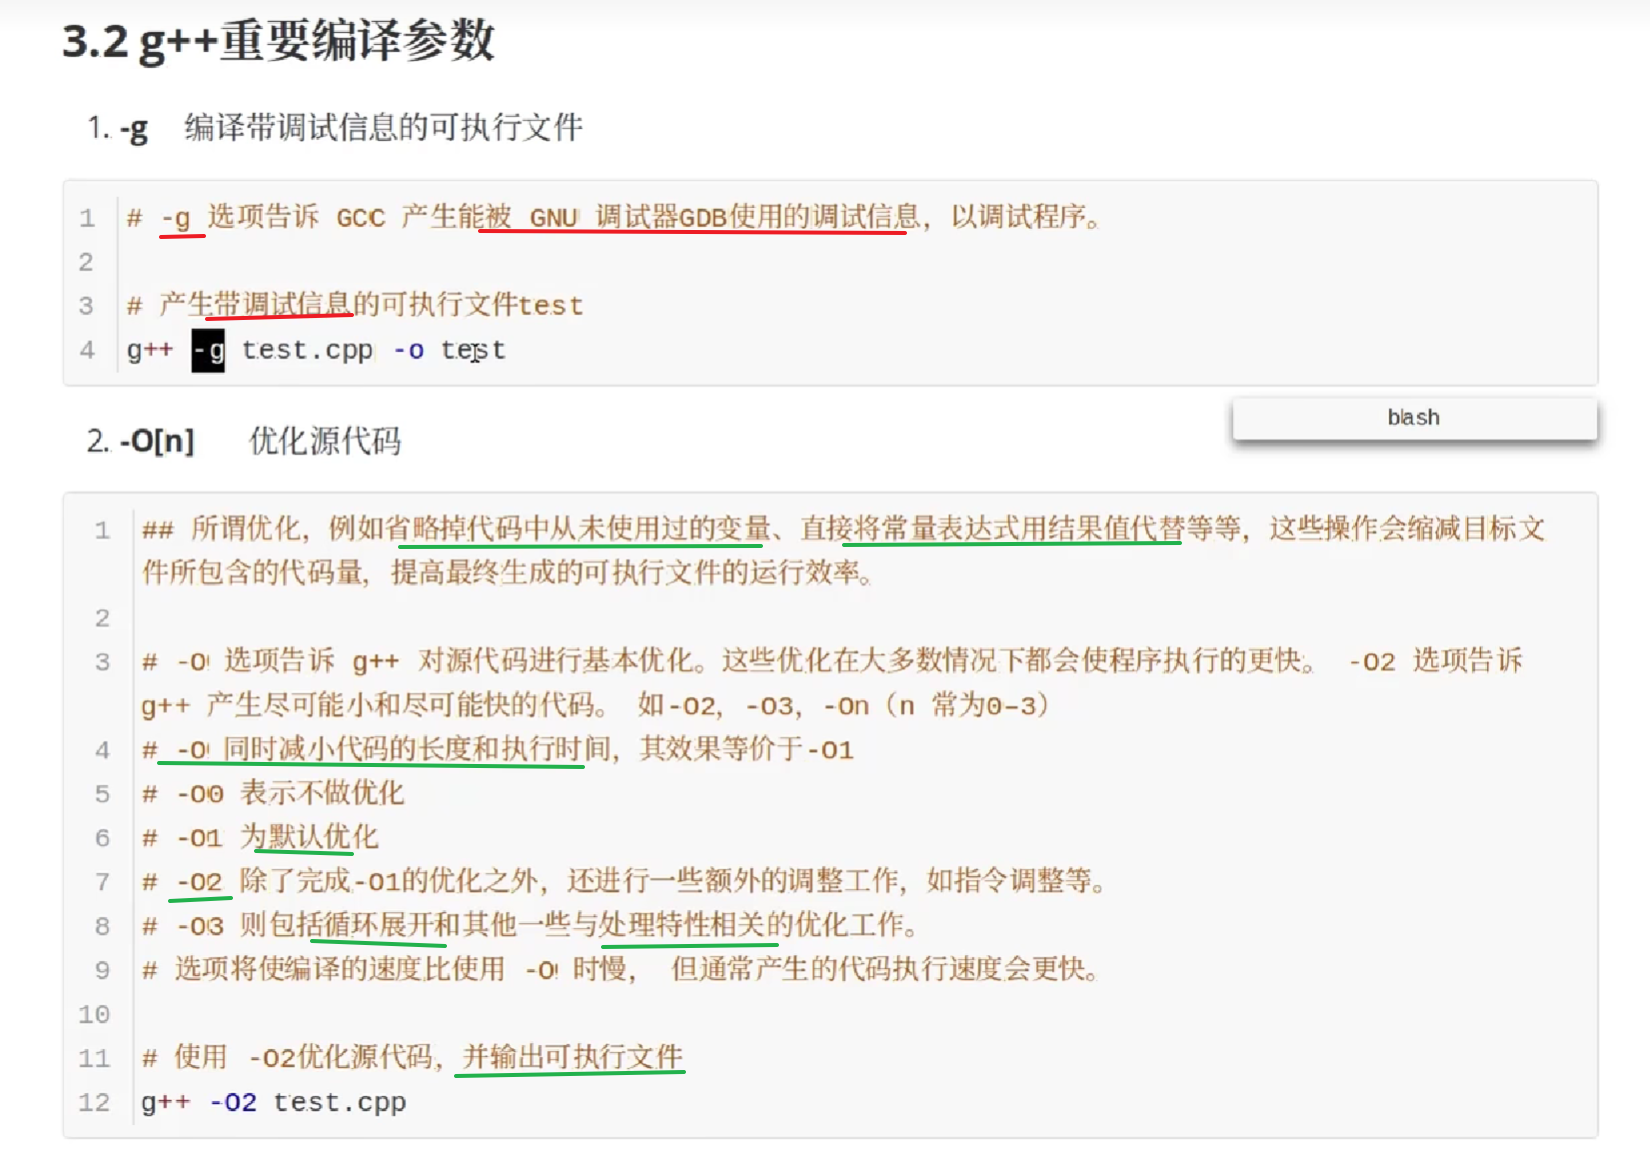 3.2 g++重要编译参数
1. -g 编译带调试信息的可执行文件
1 # -g 选项告诉 GCC 产生能被 GNU 调试器GDB使用的调试信息，以调试程序。
2
3 # 产生带调试信息的可执行文件test
4 g++ -g test.cpp -o test
bash
2. -O[n] 优化源代码
1 ## 所谓优化，例如省略掉代码中从未使用过的变量、直接将常量表达式用结果值代替等等，这些操作会缩减目标文
件所包含的代码量，提高最终生成的可执行文件的运行效率。
2
3 # -O 选项告诉 g++ 对源代码进行基本优化。这些优化在大多数情况下都会使程序执行的更快。 -O2 选项告诉
g++ 产生尽可能小和尽可能快的代码。 如-O2，-O3，-On（n 常为0–3）
4 # -O 同时减小代码的长度和执行时间，其效果等价于-O1
5 # -O0 表示不做优化
6 # -O1 为默认优化
7 # -O2 除了完成-O1的优化之外，还进行一些额外的调整工作，如指令调整等。
8 # -O3 则包括循环展开和其他一些与处理特性相关的优化工作。
9 # 选项将使编译的速度比使用 -O 时慢， 但通常产生的代码执行速度会更快。
10
11 # 使用 -O2优化源代码，并输出可执行文件
12 g++ -O2 test.cpp